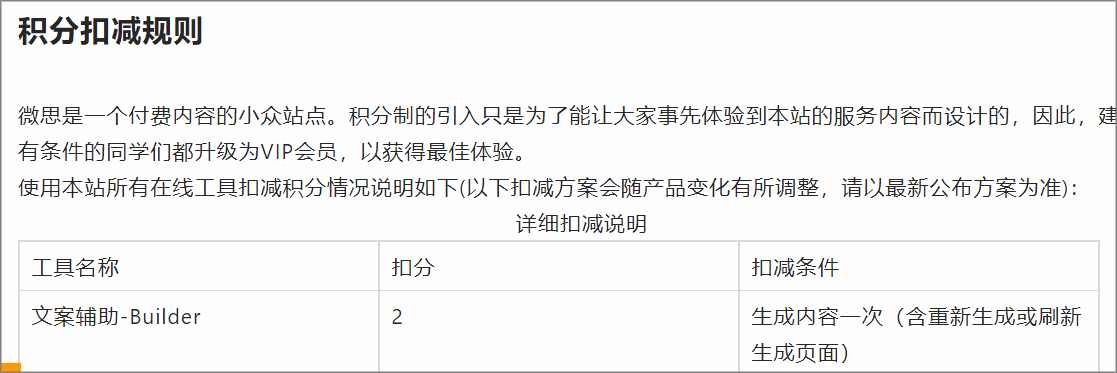 积分扣减规则
微思是一个付费内容的小众站点。积分制的引入只是为了能让大家事先体验到本站的服务内容而设计的，因此，建
有条件的同学们都升级为VIP会员，以获得最佳体验。
使用本站所有在线工具扣减积分情况说明如下(以下扣减方案会随产品变化有所调整，请以最新公布方案为准)：
详细扣减说明
工具名称 扣分 扣减条件
文案辅助-Builder 2 生成内容一次（含重新生成或刷新
生成页面）